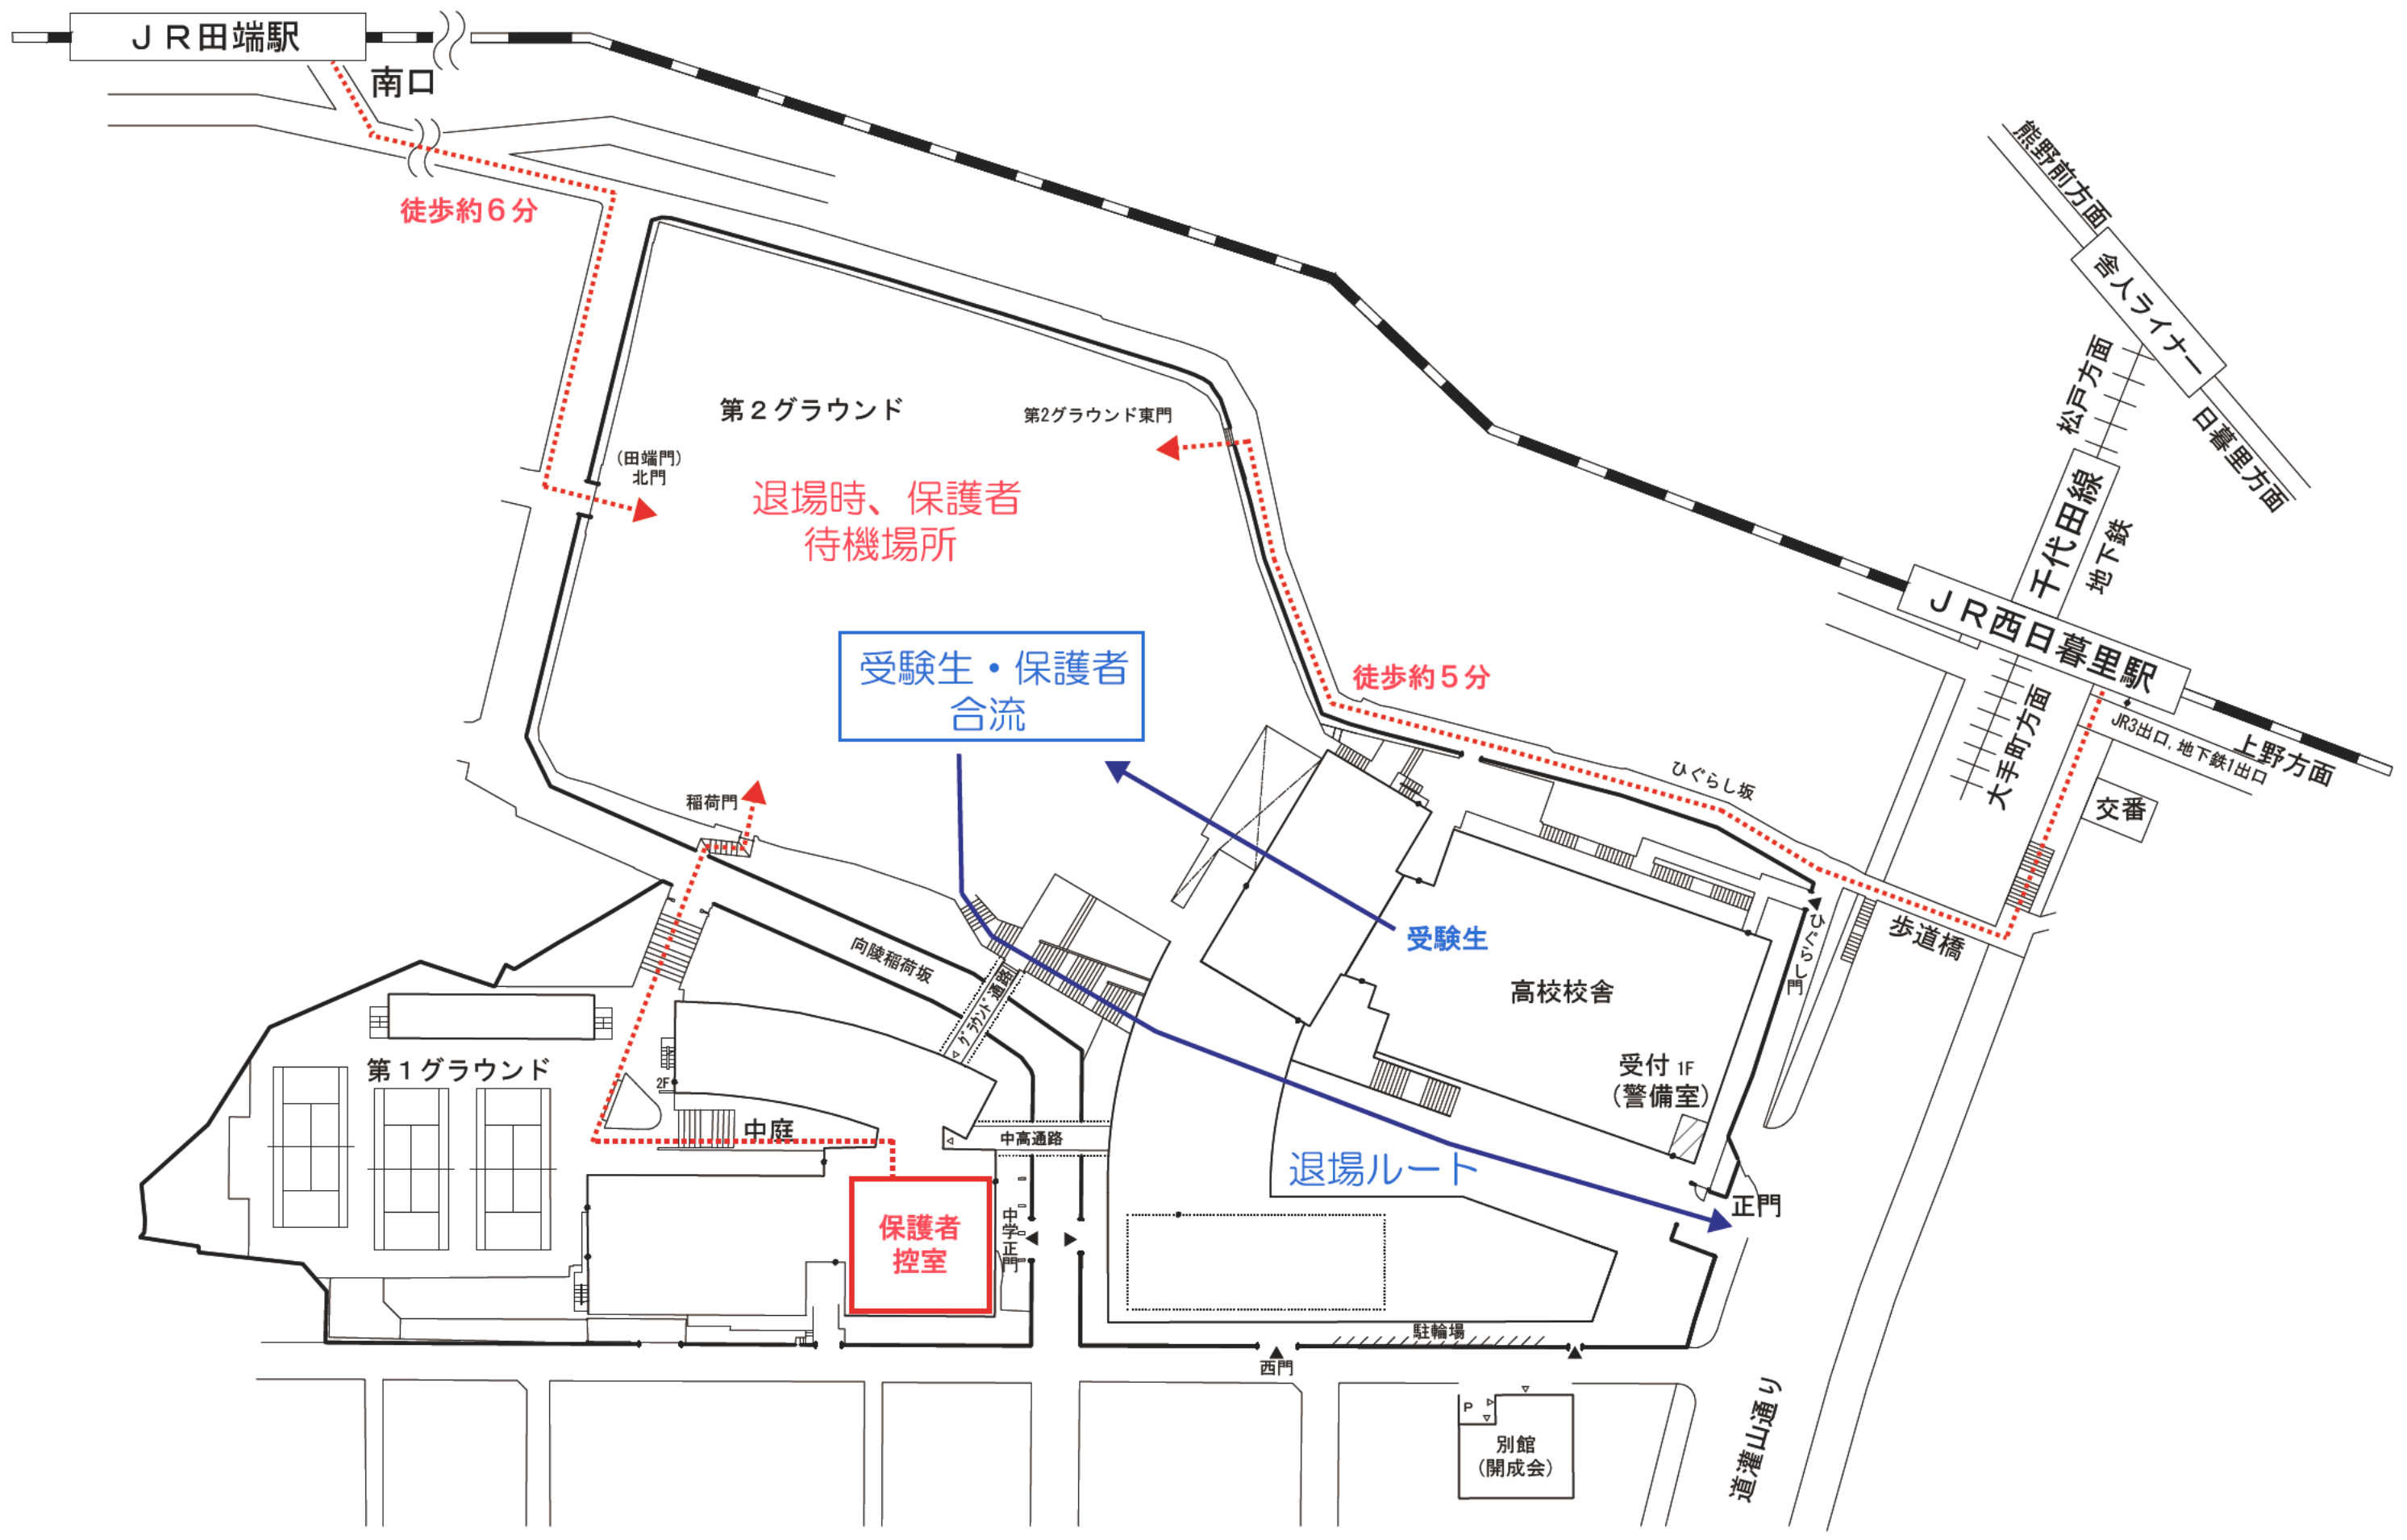 ＪＲ田端駅
南口
徒歩約６分
熊野前方面
舎人ライナー
日暮里方面
松戸方面
千代田線
地下鉄
ＪＲ西日暮里駅
大手町方面
JR3出口, 地下鉄1出口
上野方面
交番
第２グラウンド
第2グラウンド東門
(田端門)
北門
退場時、保護者
待機場所
受験生・保護者
合流
徒歩約５分
ひぐらし坂
稲荷門
受験生
歩道橋
ひぐらし門
向陵稲荷坂
グラウンド通路
高校校舎
受付 1F
(警備室)
第１グラウンド
2F
中庭
中高通路
退場ルート
正門
保護者
控室
中学正門
駐輪場
西門
P
別館
(開成会)
道灌山通り